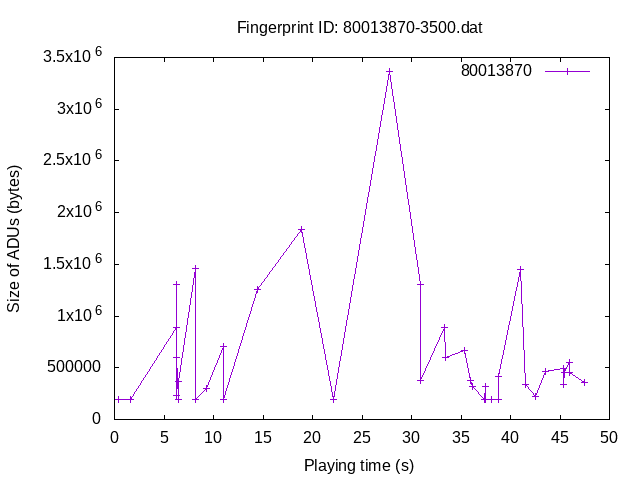 Fingerprint ID: 80013870-3500.dat
80013870
3.5x10^6
3x10^6
2.5x10^6
2x10^6
1.5x10^6
1x10^6
500000
0
Size of ADUs (bytes)
0 5 10 15 20 25 30 35 40 45 50
Playing time (s)